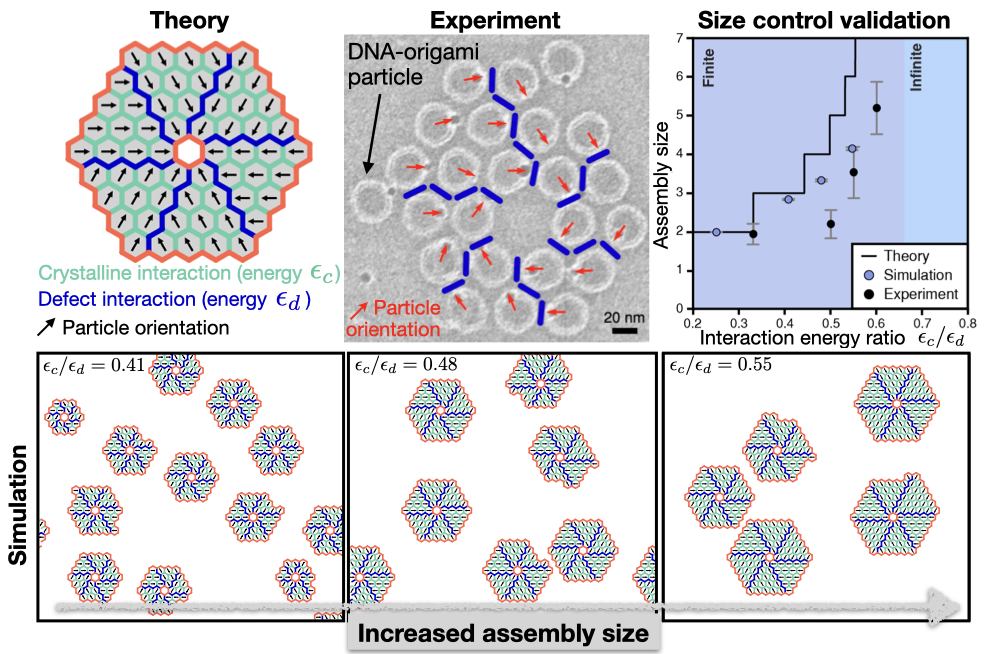 Theory
Experiment
Size control validation
DNA-origami
particle
Crystalline interaction (energy ϵc)
Defect interaction (energy ϵd)
Particle orientation
Particle
orientation
20 nm
Finite
Infinite
Assembly size
7
6
5
4
3
2
1
0
Theory
Simulation
Experiment
0.2 0.3 0.4 0.5 0.6 0.7 0.8
Interaction energy ratio ϵc/ϵd
Simulation
ϵc/ϵd = 0.41
ϵc/ϵd = 0.48
ϵc/ϵd = 0.55
Increased assembly size